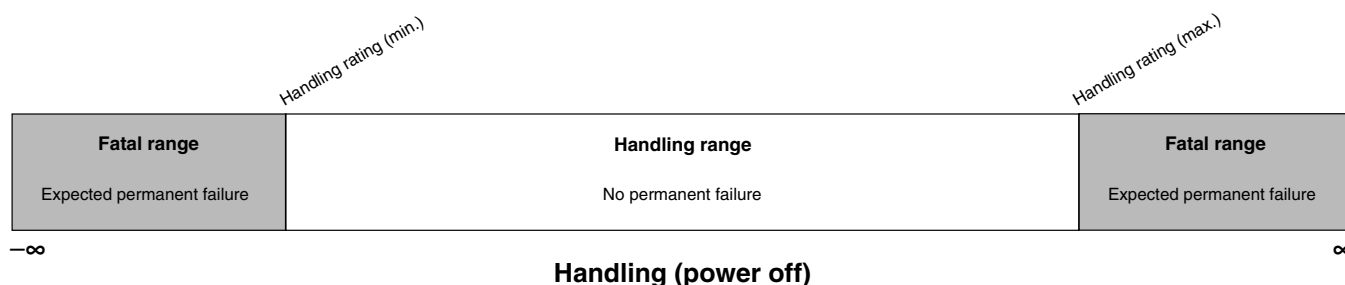 Handling rating (min.)
Handling rating (max.)
Fatal range
Expected permanent failure
Handling range
No permanent failure
Fatal range
Expected permanent failure
–∞
∞
Handling (power off)